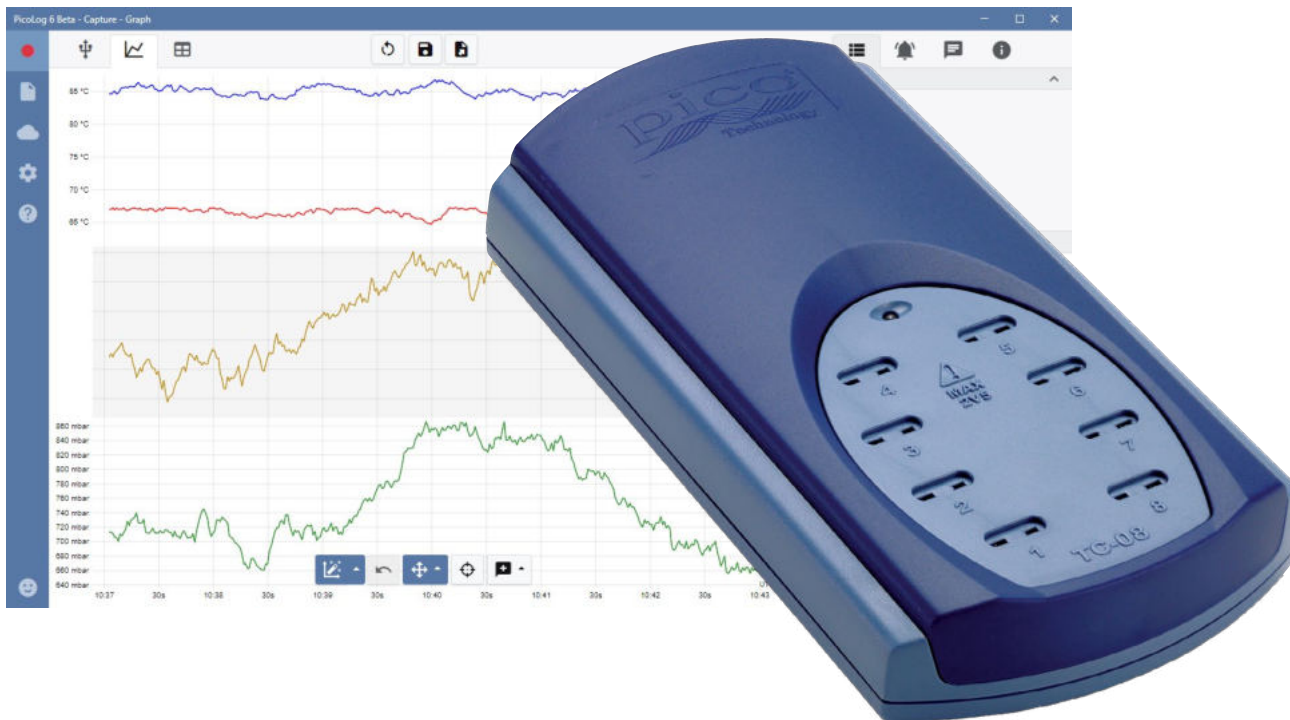 PicoLog 6 Beta - Capture - Graph
85 °C
80 °C
75 °C
70 °C
65 °C
860 mbar
840 mbar
820 mbar
800 mbar
780 mbar
760 mbar
740 mbar
720 mbar
700 mbar
680 mbar
660 mbar
640 mbar
10:37 30s 10:38 30s 10:39 30s 10:40 30s 10:41 30s 10:42 30s 10:43
pico
Technology
5
4
MAX
6
3
7
2
8
1
TC-08